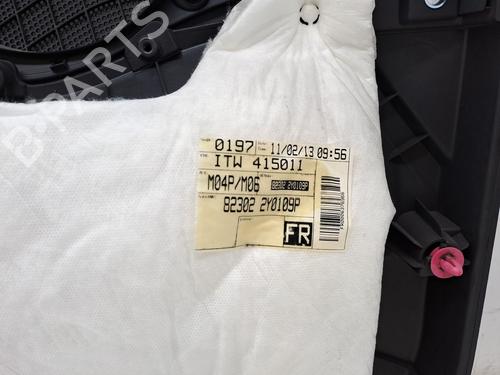 B-PARTS
0197 11/02/13 09:56
ITW 415011
M04P/M06 82302 2Y0109P
82302 2Y0109P
FR